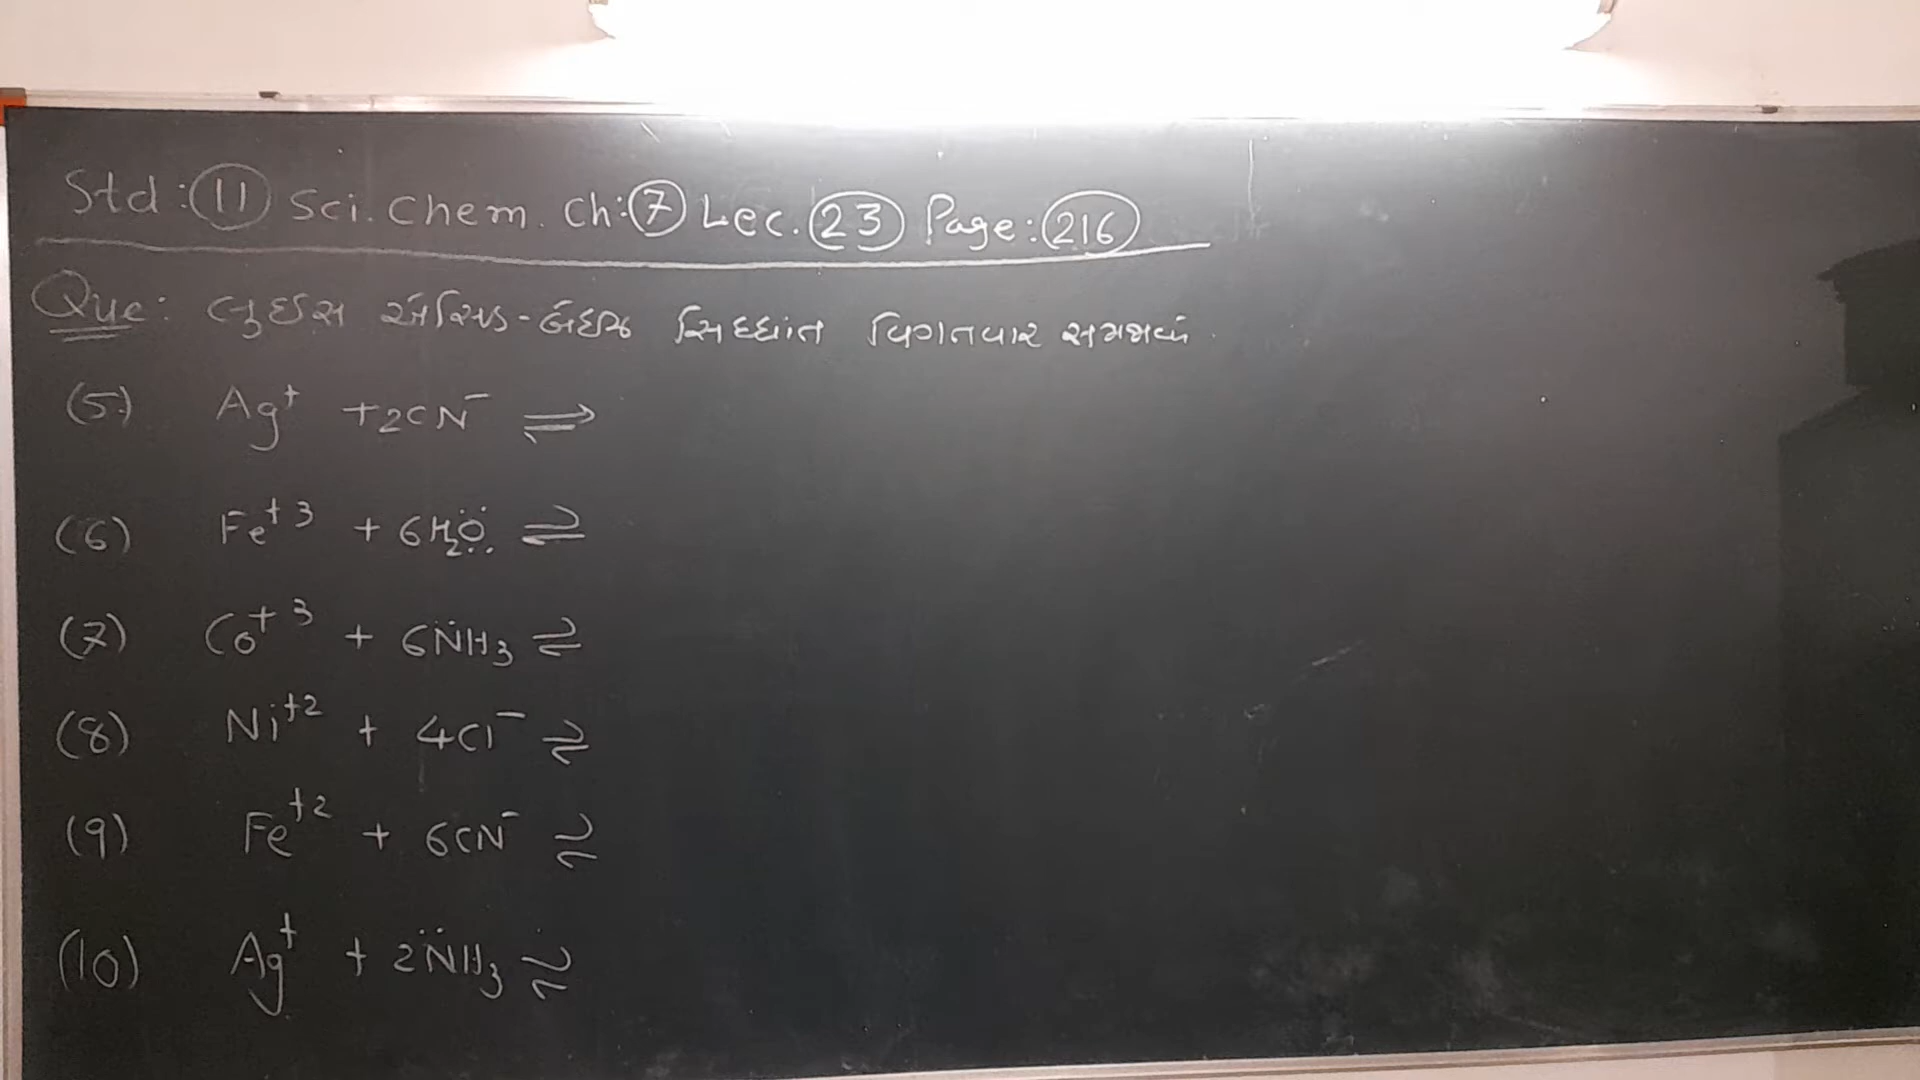 Std : 11 Sci. Chem. Ch: 7 Lec. 23 Page: 216
Que: લુઈસ ઍસિડ-બેઇઝ સિદ્ધાંત વિગતવાર સમજાવો.
(5) Ag⁺ + 2CN⁻ ⇌
(6) Fe⁺³ + 6H₂Ö ⇌
(7) Co⁺³ + 6N̈H₃ ⇌
(8) Ni⁺² + 4Cl⁻ ⇌
(9) Fe⁺² + 6CN⁻ ⇌
(10) Ag⁺ + 2N̈H₃ ⇌